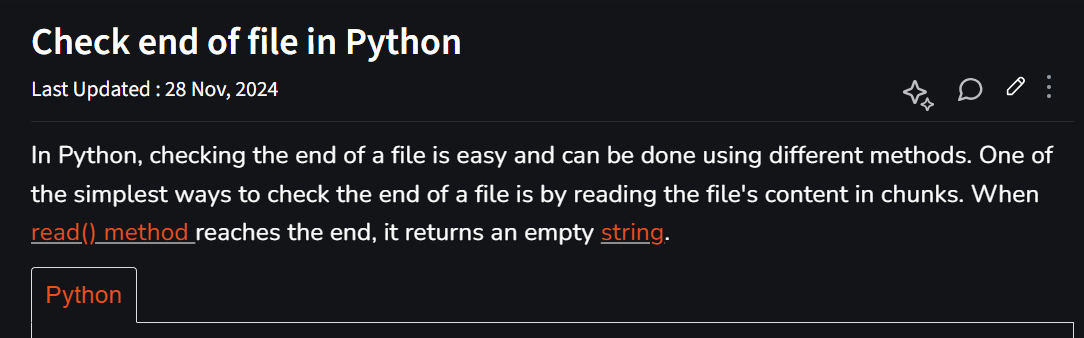 Check end of file in Python
Last Updated : 28 Nov, 2024
In Python, checking the end of a file is easy and can be done using different methods. One of
the simplest ways to check the end of a file is by reading the file's content in chunks. When
read() method reaches the end, it returns an empty string.
Python